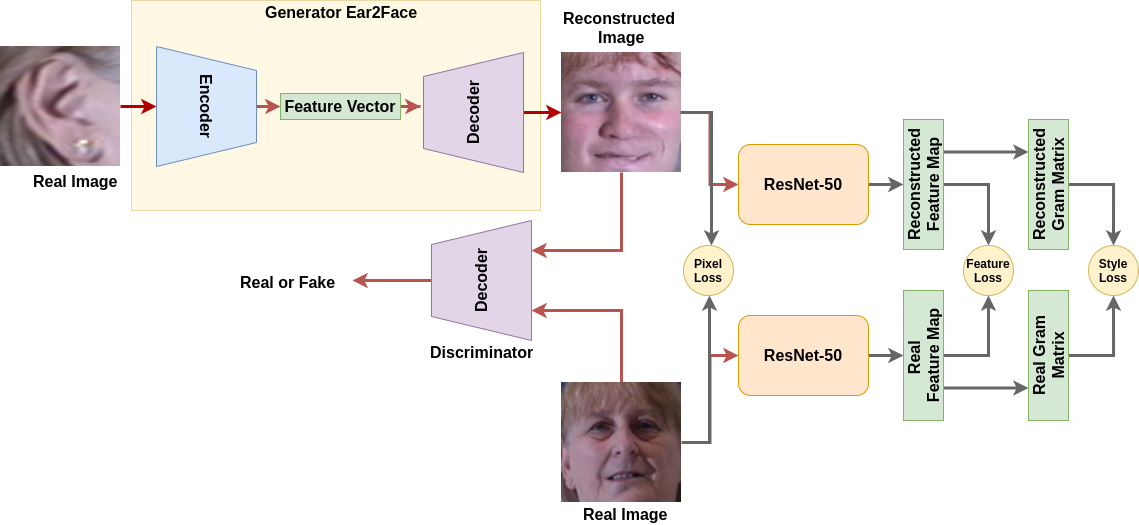 Generator Ear2Face
Reconstructed
Image
Encoder
Feature Vector
Decoder
Real Image
ResNet-50
Reconstructed
Feature Map
Reconstructed
Gram Matrix
Pixel
Loss
Feature
Loss
Style
Loss
Real or Fake
Decoder
Discriminator
ResNet-50
Real
Feature Map
Real Gram
Matrix
Real Image